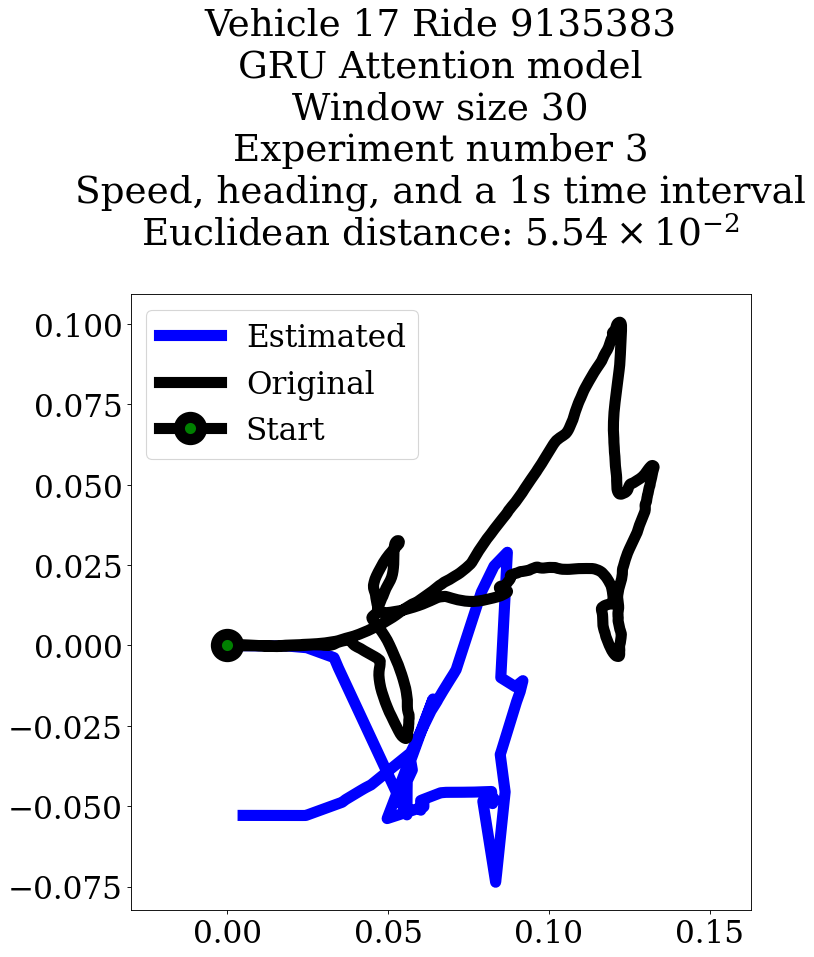 Vehicle 17 Ride 9135383
GRU Attention model
Window size 30
Experiment number 3
Speed, heading, and a 1s time interval
Euclidean distance: 5.54 × 10⁻²
Estimated
Original
Start
0.100
0.075
0.050
0.025
0.000
−0.025
−0.050
−0.075
0.00 0.05 0.10 0.15